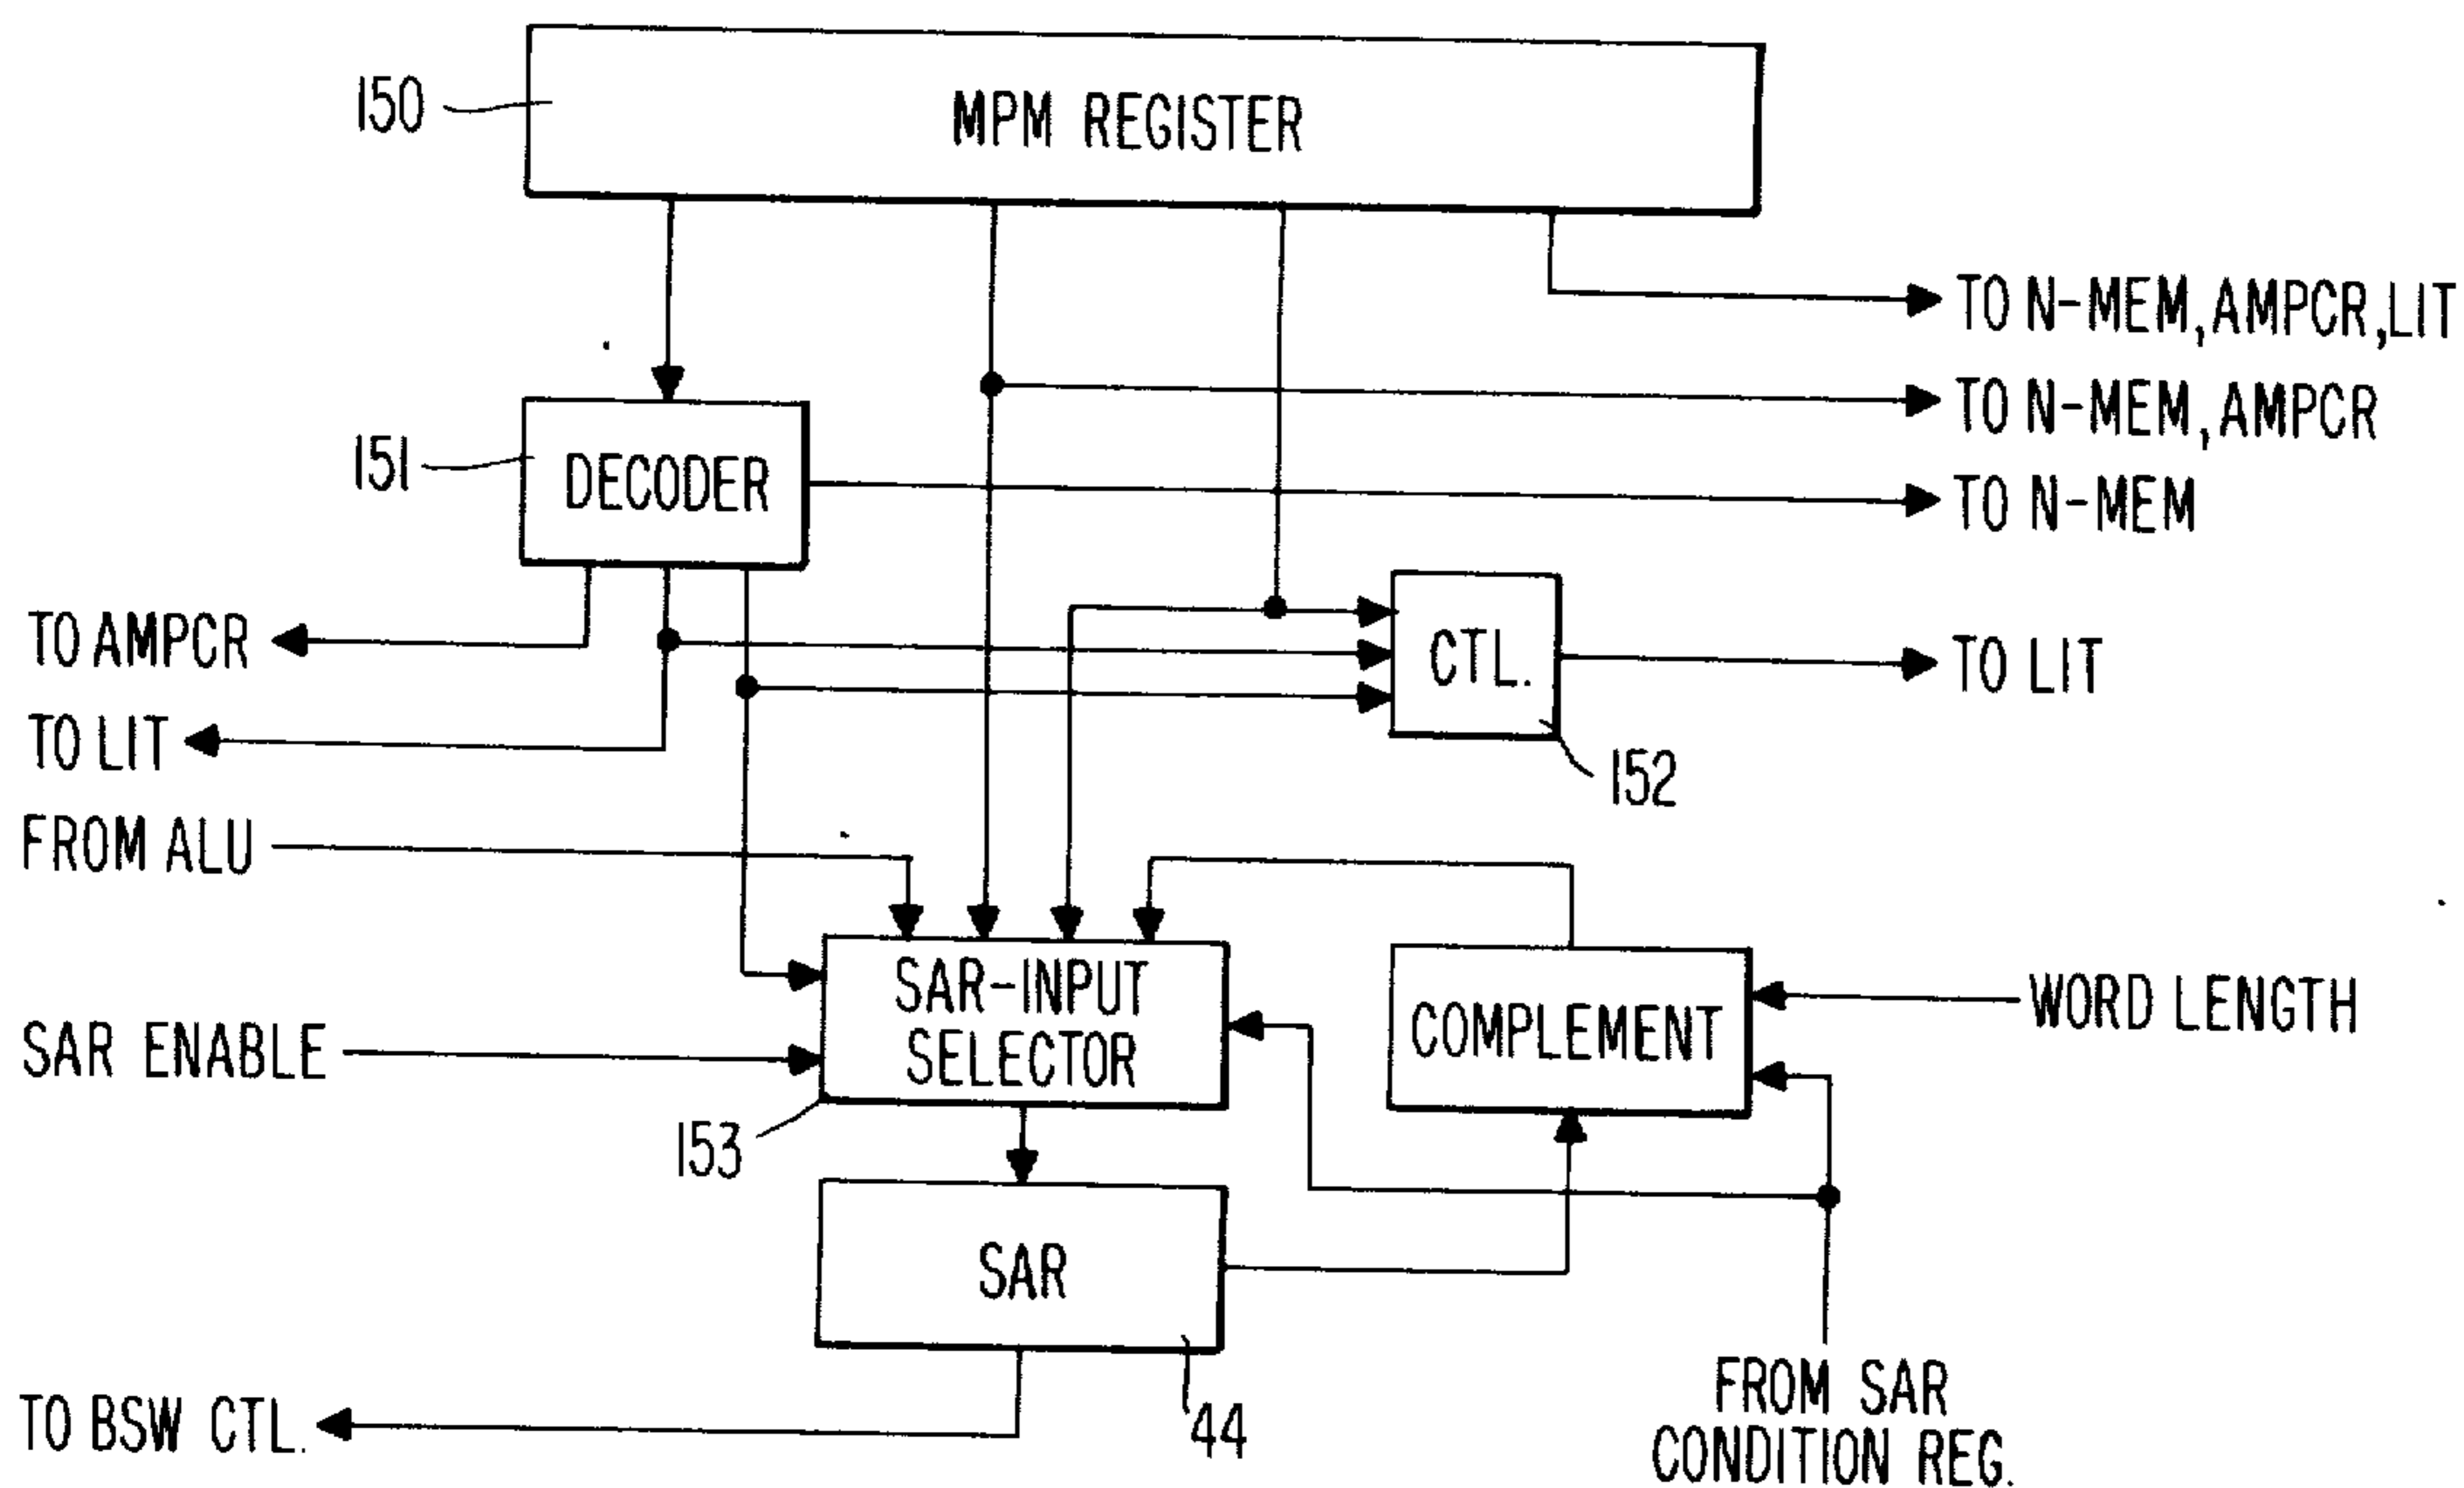 150
MPM REGISTER
TO N-MEM, AMPCR, LIT
TO N-MEM, AMPCR
151
DECODER
TO N-MEM
TO AMPCR
CTL.
TO LIT
TO LIT
152
FROM ALU
SAR-INPUT
SELECTOR
COMPLEMENT
WORD LENGTH
SAR ENABLE
153
SAR
44
TO BSW CTL.
FROM SAR
CONDITION REG.